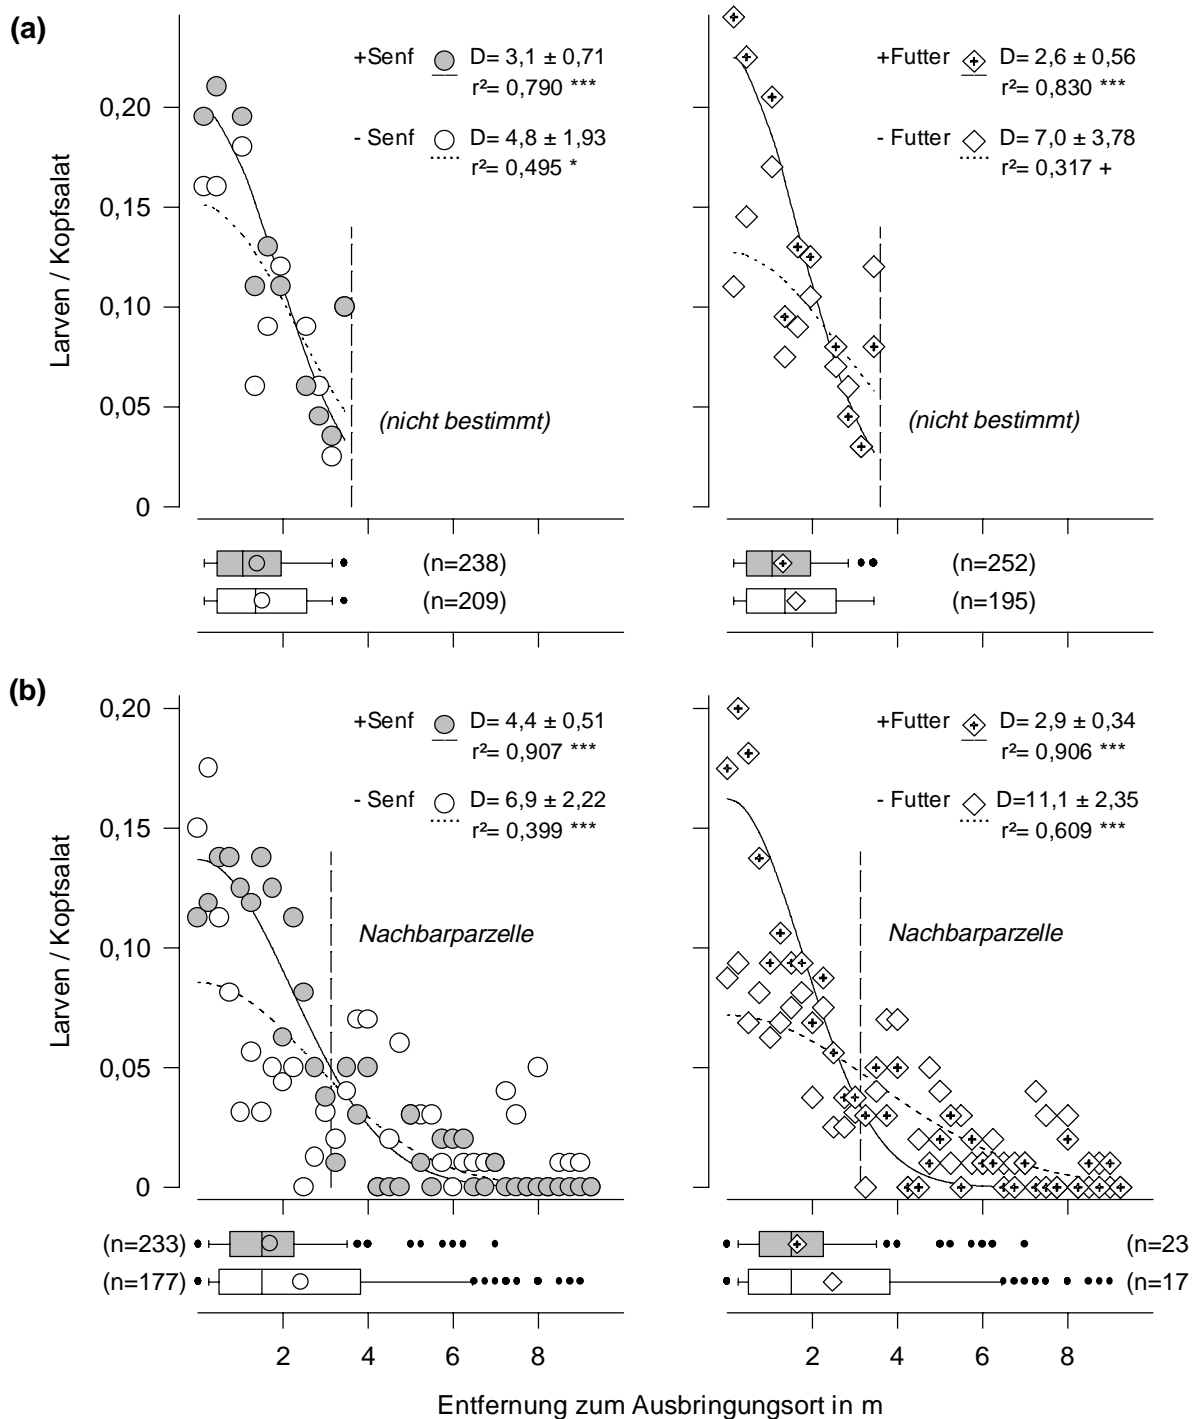 (a)
+Senf D= 3,1 ± 0,71
r²= 0,790 ***
- Senf D= 4,8 ± 1,93
r²= 0,495 *
+Futter D= 2,6 ± 0,56
r²= 0,830 ***
- Futter D= 7,0 ± 3,78
r²= 0,317 +
Larven / Kopfsalat
0,20
0,15
0,10
0,05
0
(nicht bestimmt)
(nicht bestimmt)
(n=238)
(n=209)
(n=252)
(n=195)
(b)
+Senf D= 4,4 ± 0,51
r²= 0,907 ***
- Senf D= 6,9 ± 2,22
r²= 0,399 ***
+Futter D= 2,9 ± 0,34
r²= 0,906 ***
- Futter D=11,1 ± 2,35
r²= 0,609 ***
Larven / Kopfsalat
0,20
0,15
0,10
0,05
0
Nachbarparzelle
Nachbarparzelle
(n=233)
(n=177)
(n=23
(n=17
2 4 6 8
2 4 6 8
Entfernung zum Ausbringungsort in m